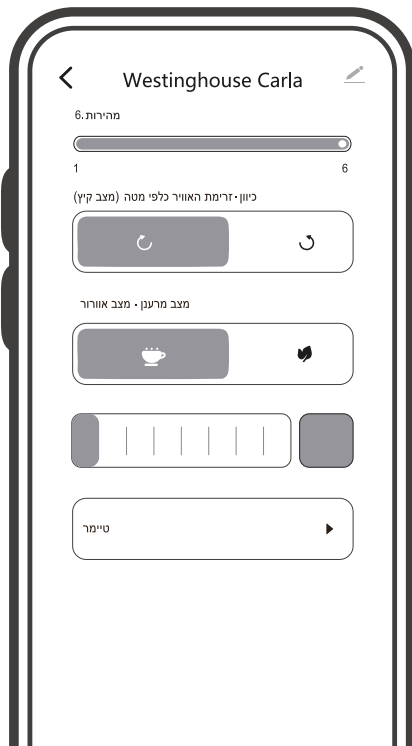 Westinghouse Carla
מהירות.6
1 6
כיוון•זרימת האוויר כלפי מטה (מצב קיץ)
מצב מרענן • מצב אוורור
טיימר